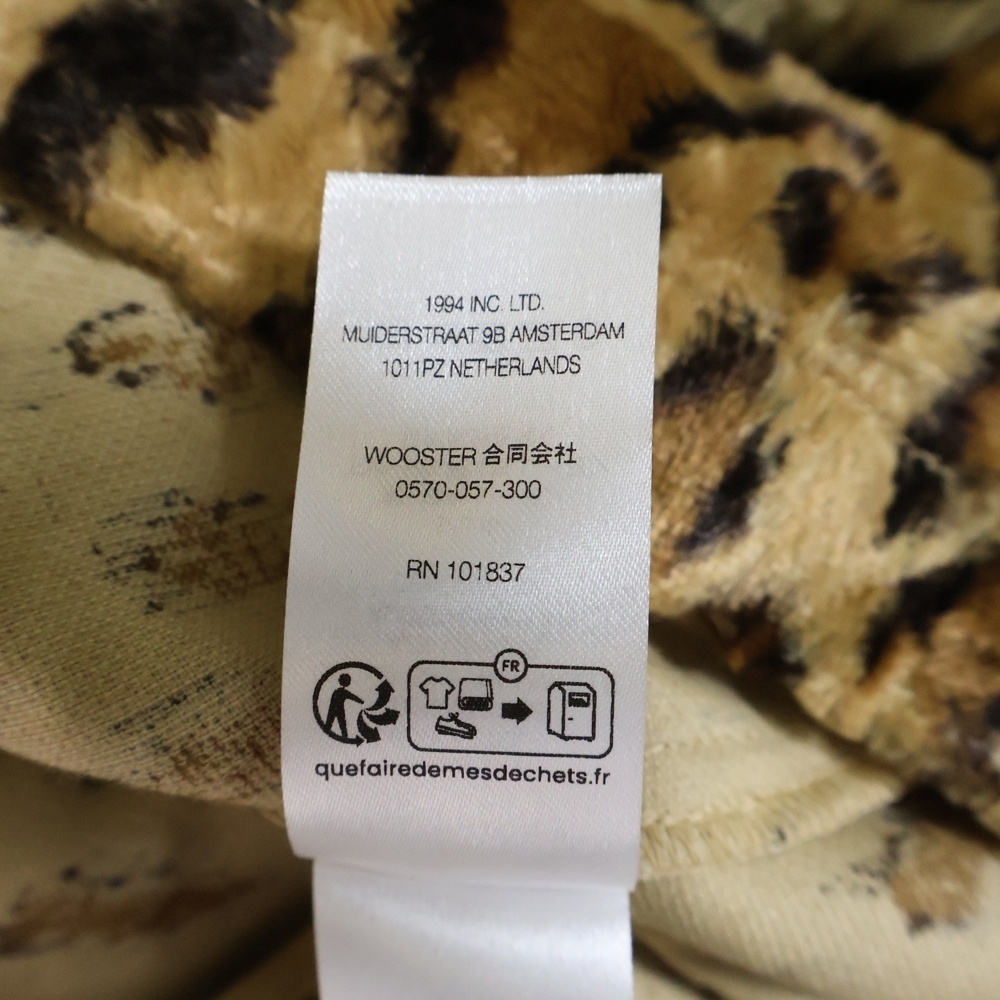 1994 INC. LTD.
MUIDERSTRAAT 9B AMSTERDAM
1011PZ NETHERLANDS
WOOSTER 合同会社
0570-057-300
RN 101837
FR
quefairedemesdechets.fr